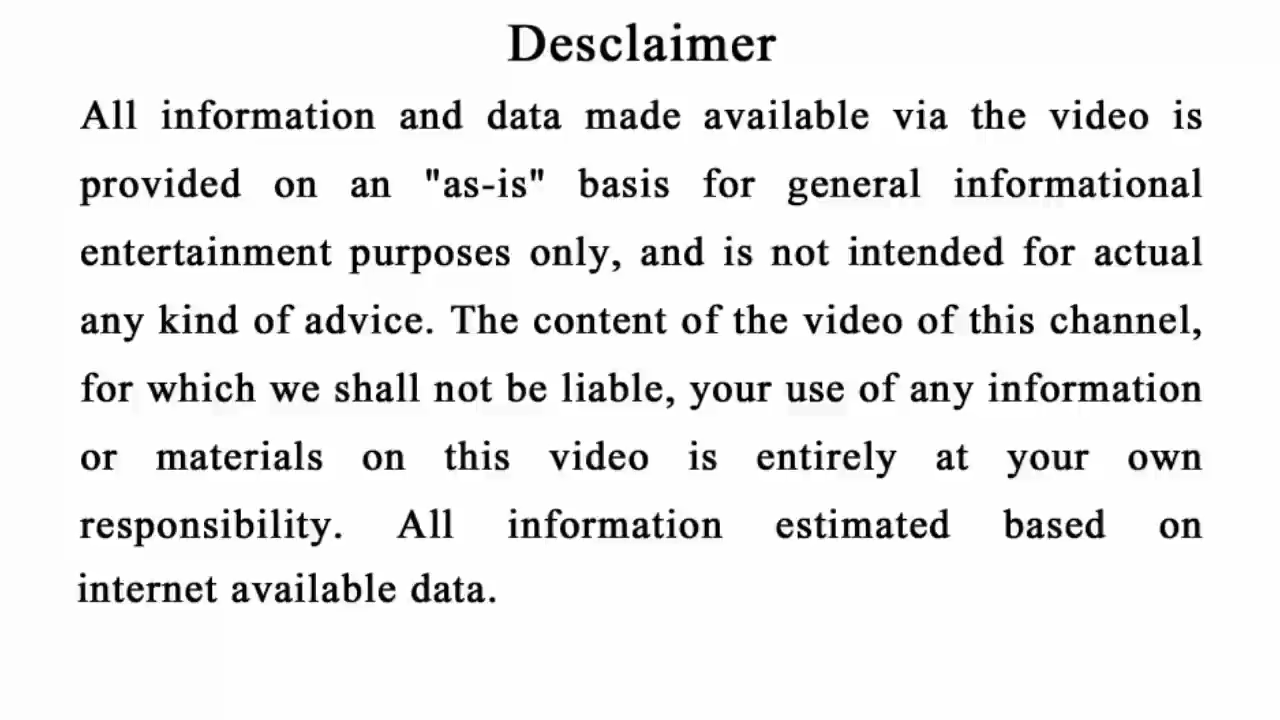 Desclaimer
All information and data made available via the video is
provided on an "as-is" basis for general informational
entertainment purposes only, and is not intended for actual
any kind of advice. The content of the video of this channel,
for which we shall not be liable, your use of any information
or materials on this video is entirely at your own
responsibility. All information estimated based on
internet available data.